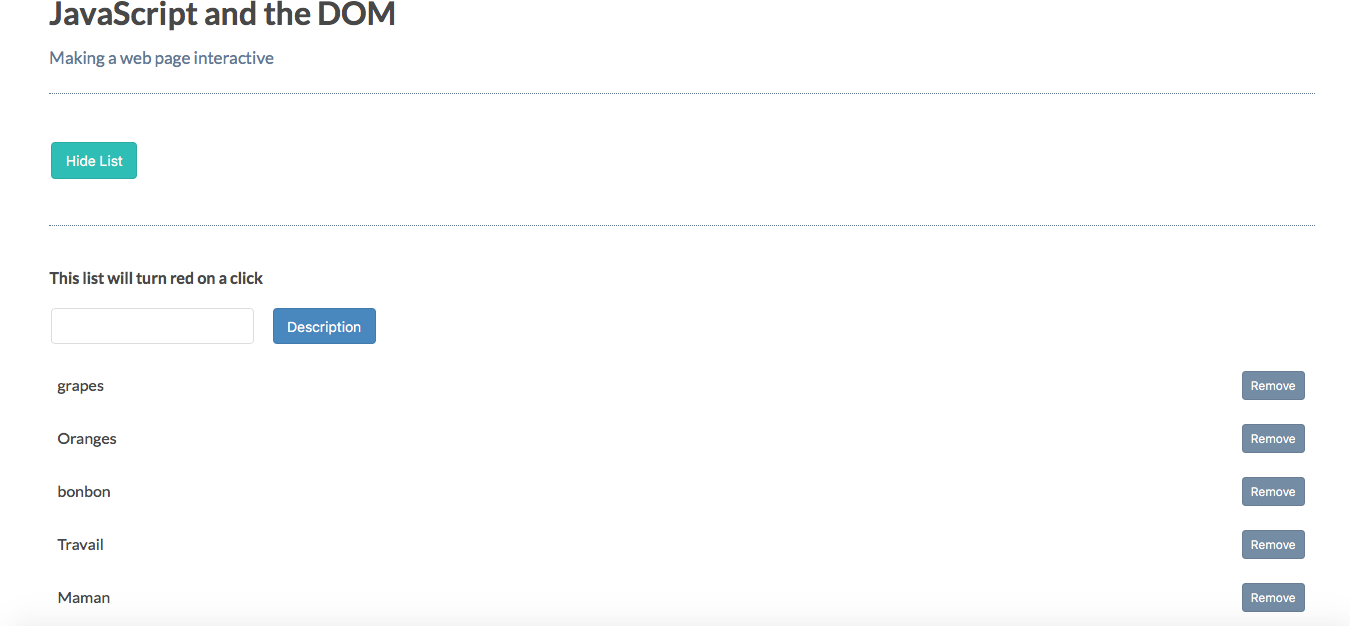 JavaScript and the DOM
Making a web page interactive
Hide List
This list will turn red on a click
Description
grapes Remove
Oranges Remove
bonbon Remove
Travail Remove
Maman Remove